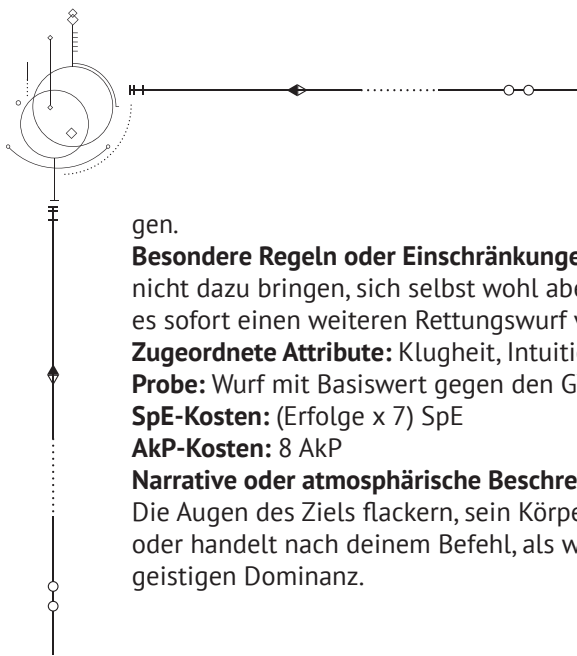 gen.
Besondere Regeln oder Einschränkunge
nicht dazu bringen, sich selbst wohl abe
es sofort einen weiteren Rettungswurf v
Zugeordnete Attribute: Klugheit, Intuiti
Probe: Wurf mit Basiswert gegen den G
SpE-Kosten: (Erfolge x 7) SpE
AkP-Kosten: 8 AkP
Narrative oder atmosphärische Beschre
Die Augen des Ziels flackern, sein Körpe
oder handelt nach deinem Befehl, als w
geistigen Dominanz.